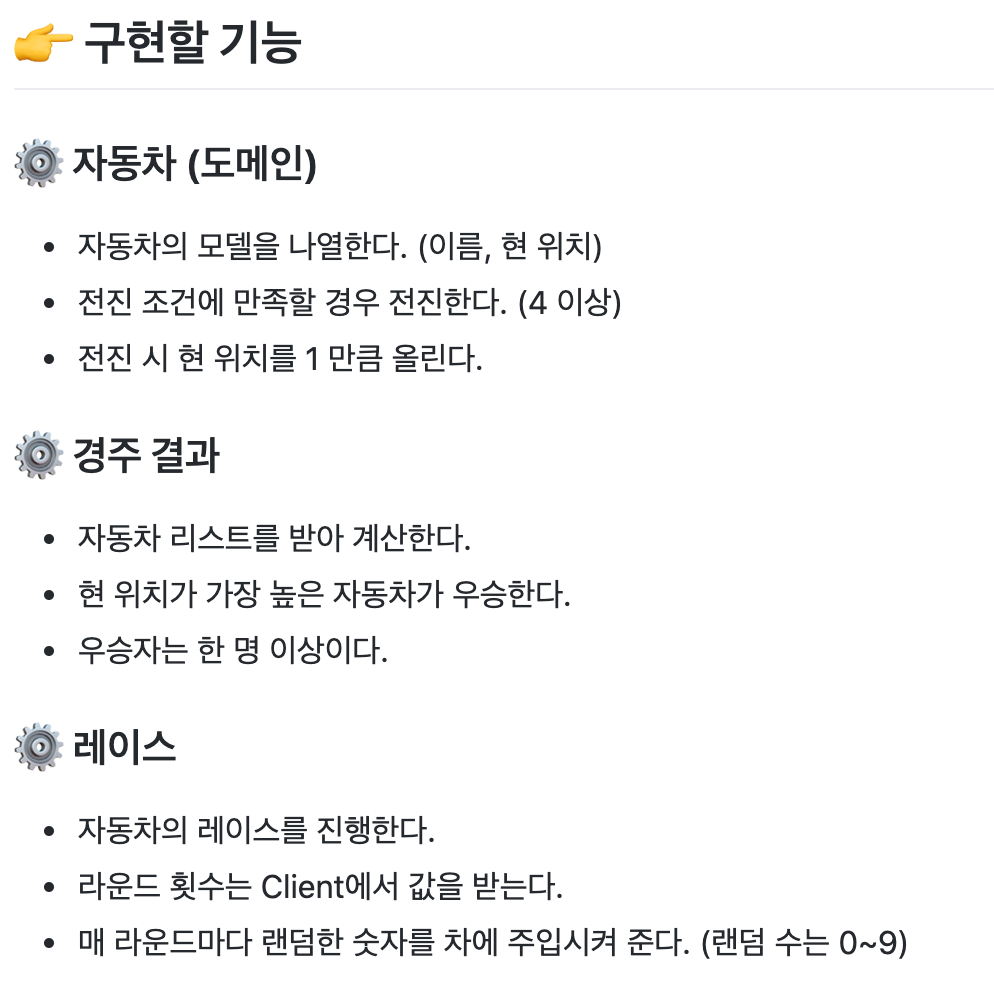 👉 구현할 기능
⚙️ 자동차 (도메인)
• 자동차의 모델을 나열한다. (이름, 현 위치)
• 전진 조건에 만족할 경우 전진한다. (4 이상)
• 전진 시 현 위치를 1 만큼 올린다.
⚙️ 경주 결과
• 자동차 리스트를 받아 계산한다.
• 현 위치가 가장 높은 자동차가 우승한다.
• 우승자는 한 명 이상이다.
⚙️ 레이스
• 자동차의 레이스를 진행한다.
• 라운드 횟수는 Client에서 값을 받는다.
• 매 라운드마다 랜덤한 숫자를 차에 주입시켜 준다. (랜덤 수는 0~9)